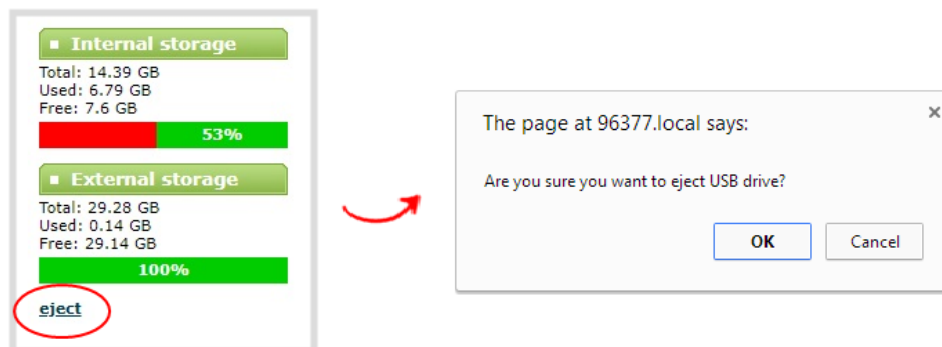 Internal storage
Total: 14.39 GB
Used: 6.79 GB
Free: 7.6 GB
53%
External storage
Total: 29.28 GB
Used: 0.14 GB
Free: 29.14 GB
100%
eject
The page at 96377.local says:
Are you sure you want to eject USB drive?
OK
Cancel